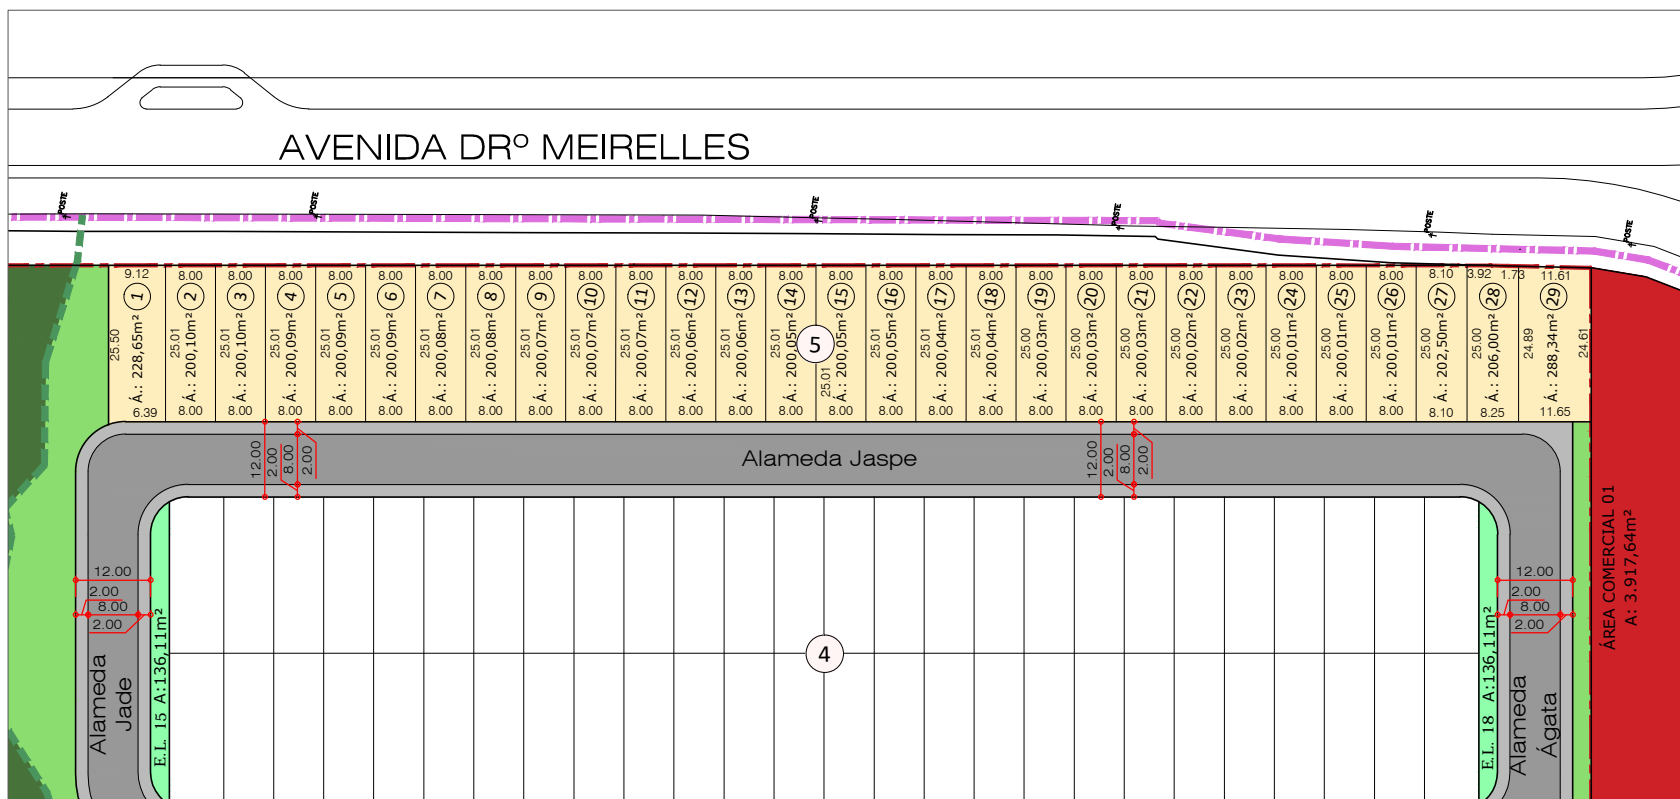 AVENIDA DRº MEIRELLES
POSTE POSTE POSTE POSTE POSTE POSTE
9.12 8.00 8.00 8.00 8.00 8.00 8.00 8.00 8.00 8.00 8.00 8.00 8.00 8.00 8.00 8.00 8.00 8.00 8.00 8.00 8.00 8.00 8.00 8.00 8.00 8.00 8.10 3.92 1.73 11.61
1 2 3 4 5 6 7 8 9 10 11 12 13 14 15 16 17 18 19 20 21 22 23 24 25 26 27 28 29
25.50
Á.: 228,65m²
25.01
Á.: 200,10m²
25.01
Á.: 200,10m²
25.01
Á.: 200,09m²
25.01
Á.: 200,09m²
25.01
Á.: 200,09m²
25.01
Á.: 200,08m²
25.01
Á.: 200,08m²
25.01
Á.: 200,07m²
25.01
Á.: 200,07m²
25.01
Á.: 200,07m²
25.01
Á.: 200,06m²
25.01
Á.: 200,06m²
25.01
Á.: 200,05m²
5
25.01
Á.: 200,05m²
25.01
Á.: 200,05m²
25.01
Á.: 200,04m²
25.01
Á.: 200,04m²
25.00
Á.: 200,03m²
25.00
Á.: 200,03m²
25.00
Á.: 200,03m²
25.00
Á.: 200,02m²
25.00
Á.: 200,02m²
25.00
Á.: 200,01m²
25.00
Á.: 200,01m²
25.00
Á.: 200,01m²
25.00
Á.: 202,50m²
25.00
Á.: 206,00m²
24.89
Á.: 288,34m²
24.61
6.39 8.00 8.00 8.00 8.00 8.00 8.00 8.00 8.00 8.00 8.00 8.00 8.00 8.00 8.00 8.00 8.00 8.00 8.00 8.00 8.00 8.00 8.00 8.00 8.00 8.00 8.10 8.25 11.65
12.00
2.00
8.00
2.00
Alameda Jaspe
12.00
2.00
8.00
2.00
12.00
2.00
8.00
2.00
Alameda
Jade
E.L. 15 A:136,11m²
4
E.L. 18 A:136,11m²
12.00
2.00
8.00
2.00
Alameda
Ágata
ÁREA COMERCIAL 01
A: 3.917,64m²